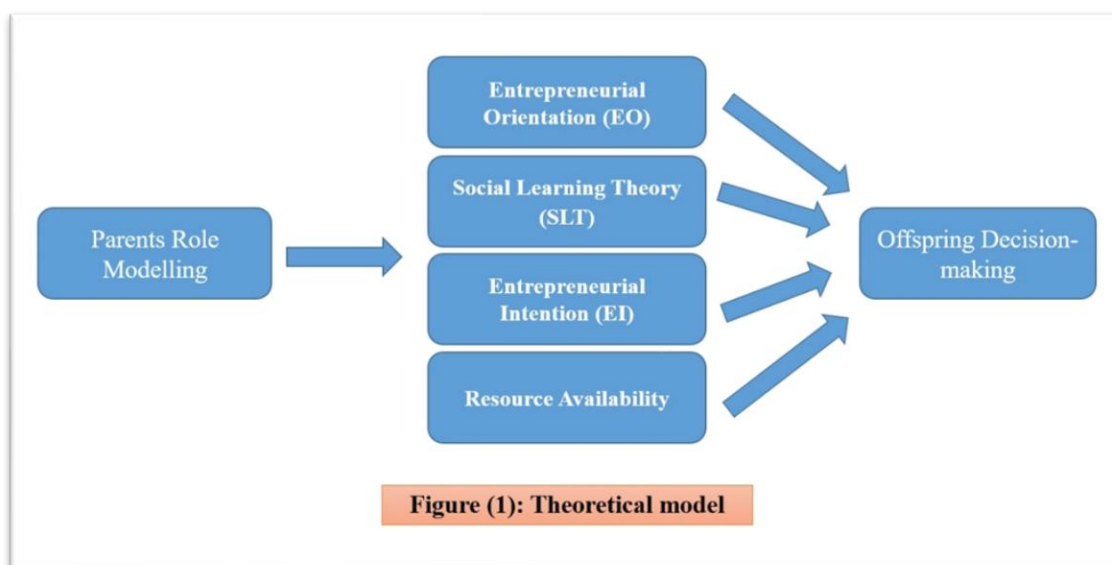 Parents Role
Modelling
Entrepreneurial
Orientation (EO)
Social Learning Theory
(SLT)
Entrepreneurial
Intention (EI)
Resource Availability
Offspring Decision-
making
Figure (1): Theoretical model